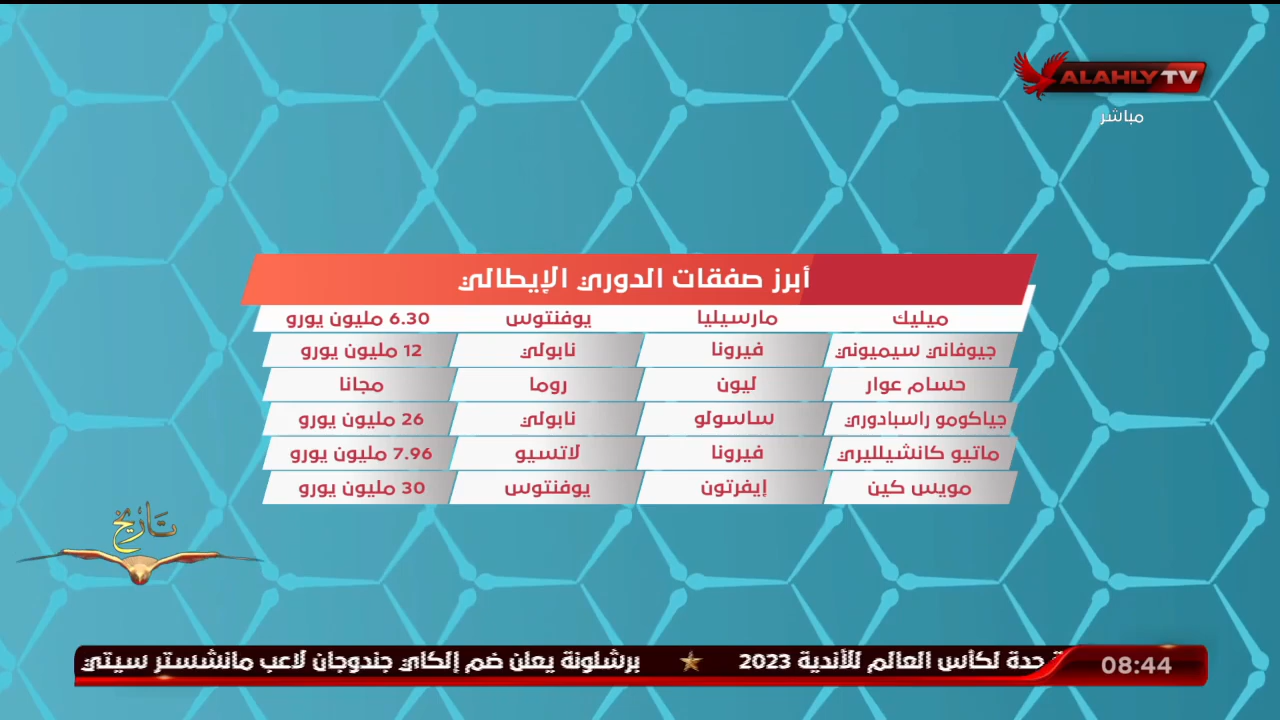 ALAHLY TV
مباشر
أبرز صفقات الدوري الإيطالي
ميليك مارسيليا يوفنتوس 6.30 مليون يورو
جيوفاني سيميوني فيرونا نابولي 12 مليون يورو
حسام عوار ليون روما مجانا
جياكومو راسبادوري ساسولو نابولي 26 مليون يورو
ماتيو كانشيلليري فيرونا لاتسيو 7.96 مليون يورو
مويس كين إيفرتون يوفنتوس 30 مليون يورو
تاريخ
08:44 حدة لكأس العالم للأندية 2023 برشلونة يعلن ضم إلكاي جندوجان لاعب مانشستر سيتي